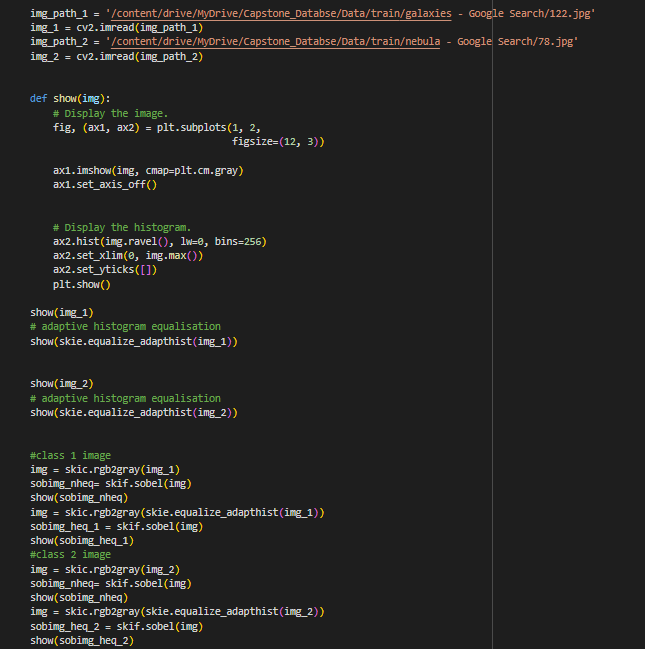 img_path_1 = '/content/drive/MyDrive/Capstone_Databse/Data/train/galaxies - Google Search/122.jpg'
img_1 = cv2.imread(img_path_1)
img_path_2 = '/content/drive/MyDrive/Capstone_Databse/Data/train/nebula - Google Search/78.jpg'
img_2 = cv2.imread(img_path_2)
def show(img):
# Display the image.
fig, (ax1, ax2) = plt.subplots(1, 2,
figsize=(12, 3))
ax1.imshow(img, cmap=plt.cm.gray)
ax1.set_axis_off()
# Display the histogram.
ax2.hist(img.ravel(), lw=0, bins=256)
ax2.set_xlim(0, img.max())
ax2.set_yticks([])
plt.show()
show(img_1)
# adaptive histogram equalisation
show(skie.equalize_adapthist(img_1))
show(img_2)
# adaptive histogram equalisation
show(skie.equalize_adapthist(img_2))
#class 1 image
img = skic.rgb2gray(img_1)
sobimg_nheq= skif.sobel(img)
show(sobimg_nheq)
img = skic.rgb2gray(skie.equalize_adapthist(img_1))
sobimg_heq_1 = skif.sobel(img)
show(sobimg_heq_1)
#class 2 image
img = skic.rgb2gray(img_2)
sobimg_nheq= skif.sobel(img)
show(sobimg_nheq)
img = skic.rgb2gray(skie.equalize_adapthist(img_2))
sobimg_heq_2 = skif.sobel(img)
show(sobimg_heq_2)